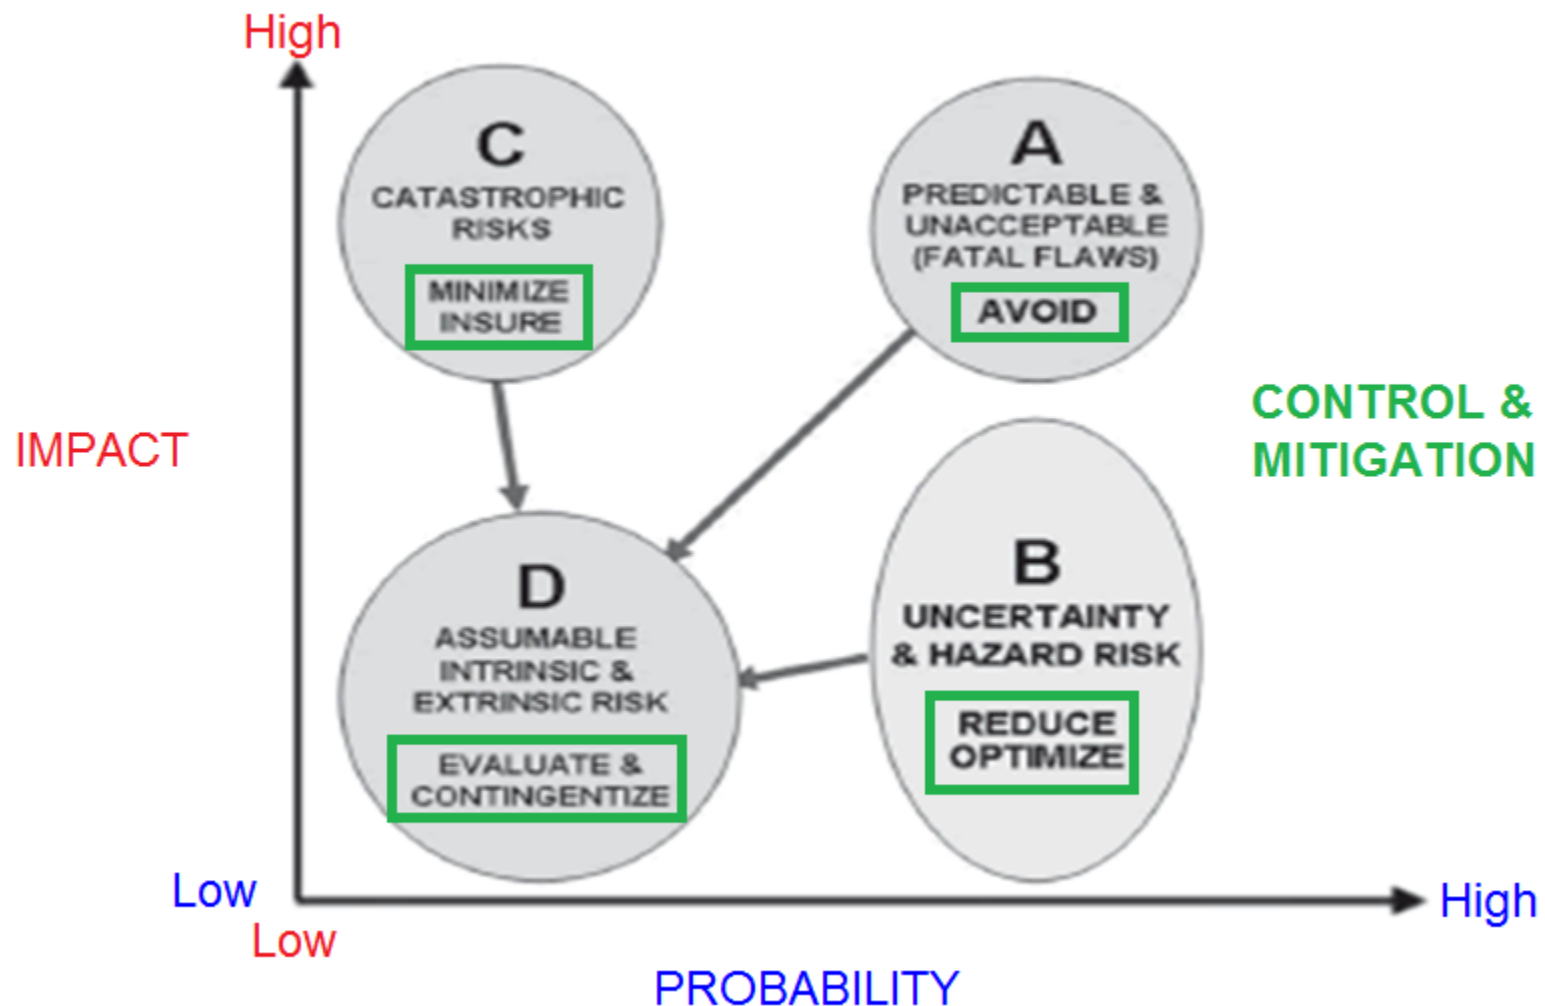 High
C
CATASTROPHIC
RISKS
MINIMIZE
INSURE
A
PREDICTABLE &
UNACCEPTABLE
(FATAL FLAWS)
AVOID
IMPACT
CONTROL &
MITIGATION
D
ASSUMABLE
INTRINSIC &
EXTRINSIC RISK
EVALUATE &
CONTINGENTIZE
B
UNCERTAINTY
& HAZARD RISK
REDUCE
OPTIMIZE
Low
Low
High
PROBABILITY